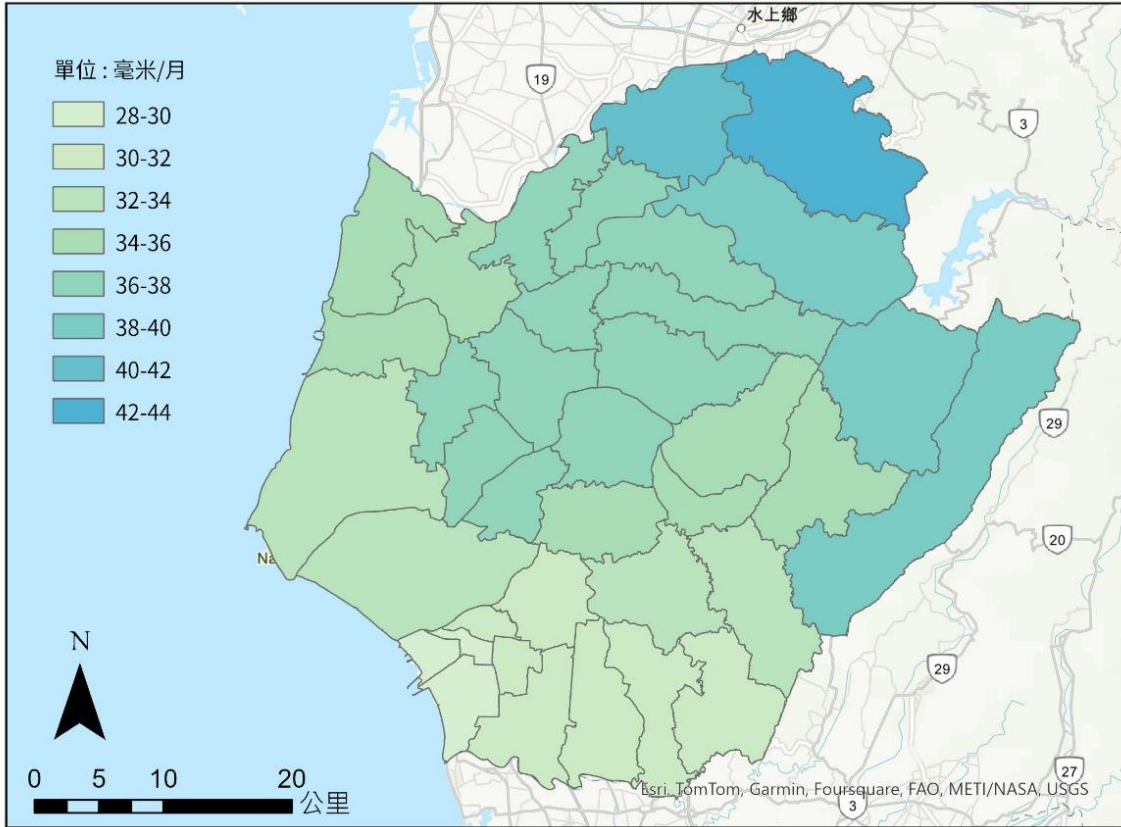 水上鄉
單位 : 毫米/月
19
28-30
3
30-32
32-34
34-36
36-38
38-40
40-42
42-44
29
20
Na
N
29
27
0 5 10 20
公里
Esri, TomTom, Garmin, Foursquare, FAO, METI/NASA, USGS
3